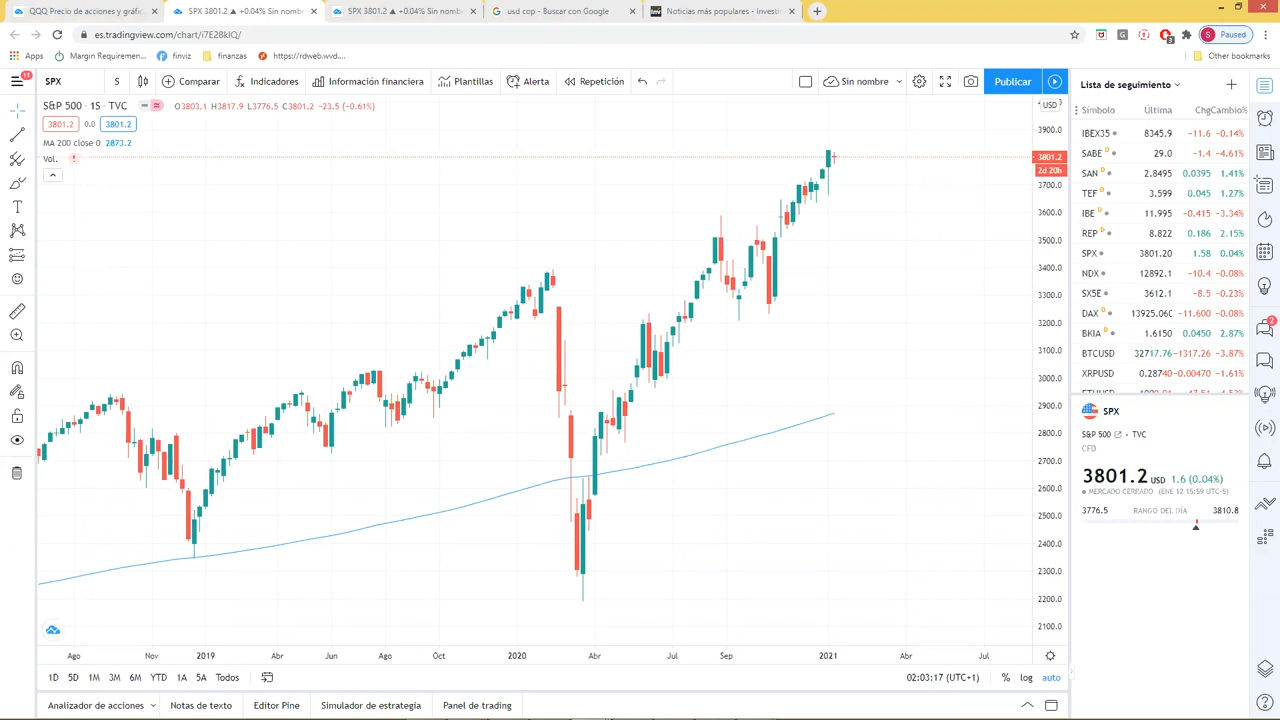 QQQ Precio de acciones y gráfico
SPX 3801.2 ▲ +0.04% Sin nombre
SPX 3801.2 ▲ +0.04% Sin nomb
usd cop - Buscar con Google
Noticias más populares - investin
es.tradingview.com/chart/i7E28kIQ/
3
S
Paused
Apps
Margin Requiremen...
finviz
finanzas
https://rdweb.wvd....
Other bookmarks
11
SPX
S
Comparar
Indicadores
Información financiera
Plantillas
Alerta
Repetición
Sin nombre
Publicar
S&P 500 · 1S · TVC
O3803.1 H3817.9 L3776.5 C3801.2 -23.5 (-0.61%)
3801.2 0.0 3801.2
MA 200 close 0 2873.2
Vol.
USD
3900.0
3801.2
2d 20h
3700.0
3600.0
3500.0
3400.0
3300.0
3200.0
3100.0
3000.0
2900.0
2800.0
2700.0
2600.0
2500.0
2400.0
2300.0
2200.0
2100.0
Ago Nov 2019 Abr Jun Ago Oct 2020 Abr Jul Sep 2021 Abr Jul
1D 5D 1M 3M 6M YTD 1A 5A Todos
02:03:17 (UTC+1)
% log auto
Analizador de acciones
Notas de texto
Editor Pine
Simulador de estrategia
Panel de trading
Lista de seguimiento
Símbolo Última Chg Cambio%
IBEX35 8345.9 -11.6 -0.14%
SABE D 29.0 -1.4 -4.61%
SAN D 2.8495 0.0395 1.41%
TEF D 3.599 0.045 1.27%
IBE D 11.995 -0.415 -3.34%
REP D 8.822 0.186 2.15%
SPX 3801.20 1.58 0.04%
NDX 12892.1 -10.4 -0.08%
SX5E 3612.1 -8.5 -0.23%
DAX D 13925.060 -11.600 -0.08%
BKIA D 1.6150 0.0450 2.87%
BTCUSD 32717.76 -1317.26 -3.87%
XRPUSD 0.28740 -0.00470 -1.61%
SPX
S&P 500 · TVC
CFD
3801.2 USD 1.6 (0.04%)
MERCADO CERRADO (ENE 12 15:59 UTC-5)
3776.5 RANGO DEL DÍA 3810.8
2